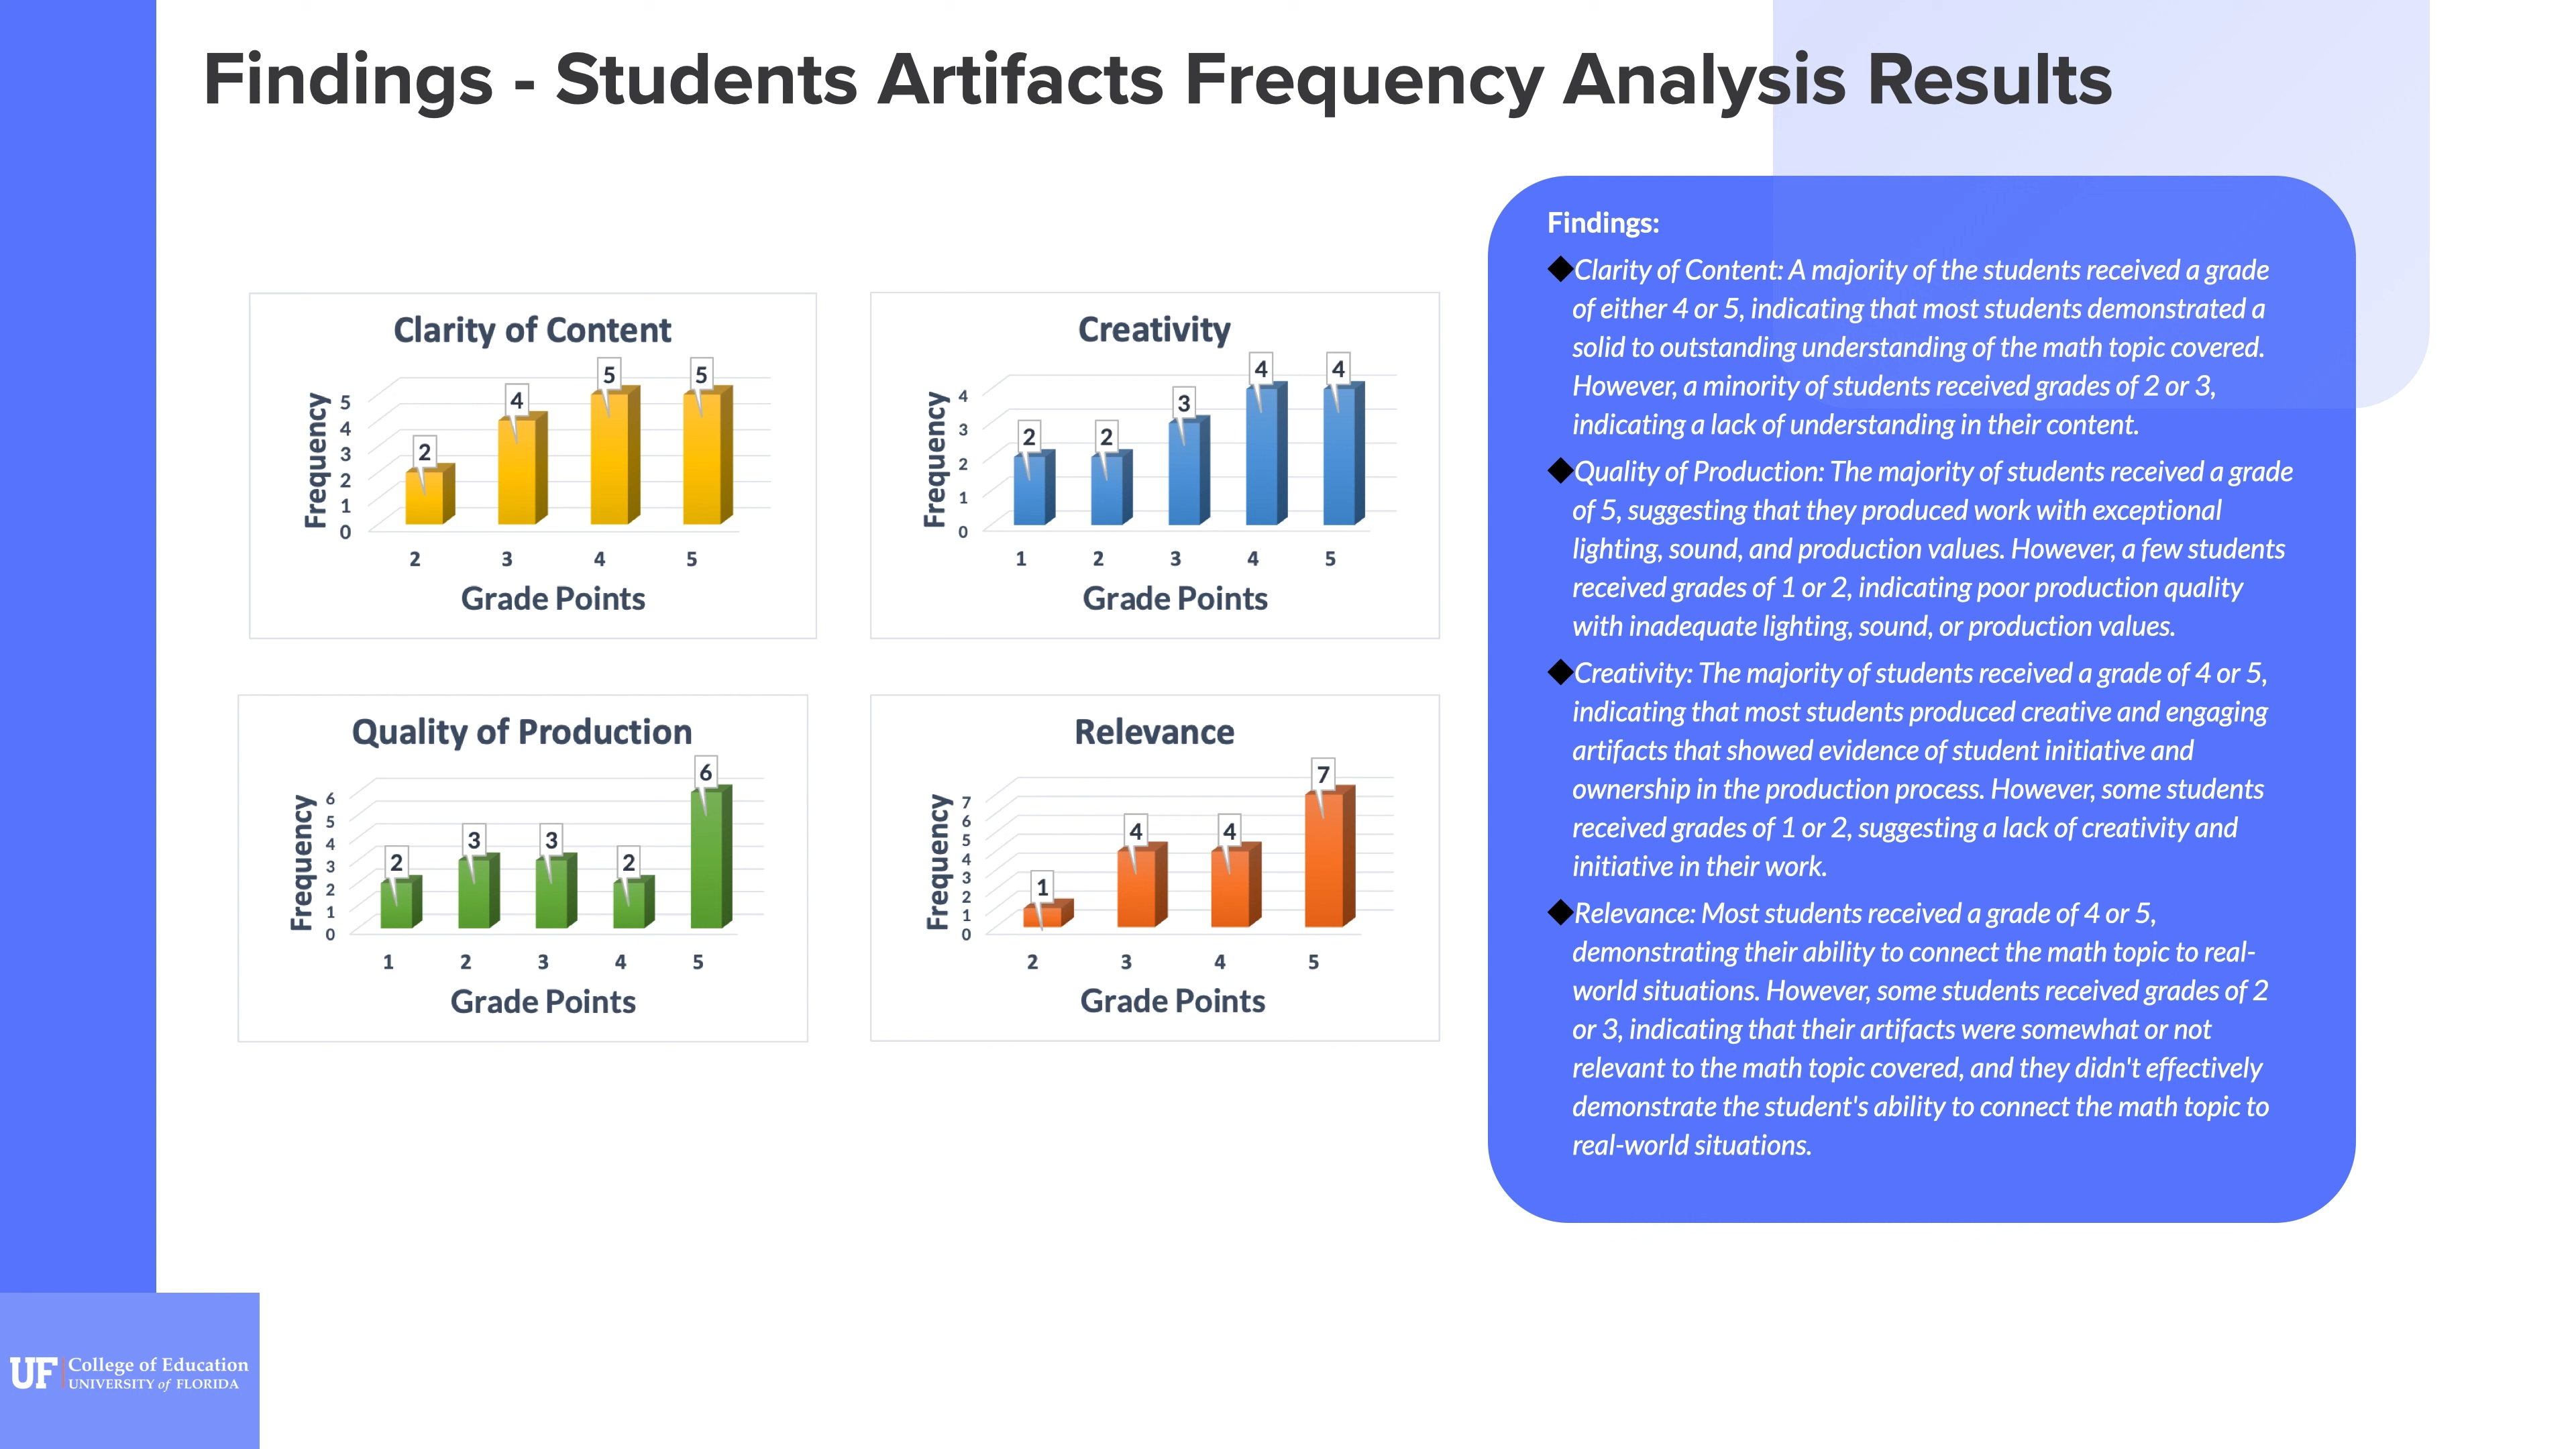 Findings - Students Artifacts Frequency Analysis Results
Clarity of Content
Frequency
5
4
3
2
1
0
2
4
5
5
2 3 4 5
Grade Points
Creativity
Frequency
4
3
2
1
0
2
2
3
4
4
1 2 3 4 5
Grade Points
Quality of Production
Frequency
6
5
4
3
2
1
0
2
3
3
2
6
1 2 3 4 5
Grade Points
Relevance
Frequency
7
6
5
4
3
2
1
0
1
4
4
7
2 3 4 5
Grade Points
Findings:
◆Clarity of Content: A majority of the students received a grade
of either 4 or 5, indicating that most students demonstrated a
solid to outstanding understanding of the math topic covered.
However, a minority of students received grades of 2 or 3,
indicating a lack of understanding in their content.
◆Quality of Production: The majority of students received a grade
of 5, suggesting that they produced work with exceptional
lighting, sound, and production values. However, a few students
received grades of 1 or 2, indicating poor production quality
with inadequate lighting, sound, or production values.
◆Creativity: The majority of students received a grade of 4 or 5,
indicating that most students produced creative and engaging
artifacts that showed evidence of student initiative and
ownership in the production process. However, some students
received grades of 1 or 2, suggesting a lack of creativity and
initiative in their work.
◆Relevance: Most students received a grade of 4 or 5,
demonstrating their ability to connect the math topic to real-
world situations. However, some students received grades of 2
or 3, indicating that their artifacts were somewhat or not
relevant to the math topic covered, and they didn't effectively
demonstrate the student's ability to connect the math topic to
real-world situations.
UF College of Education
UNIVERSITY of FLORIDA